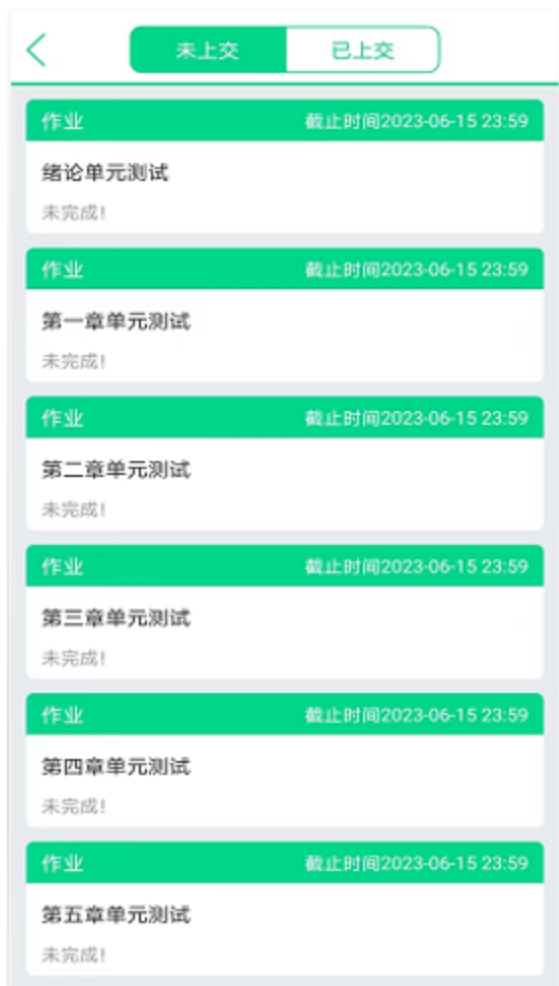 未上交 已上交
作业 截止时间2023-06-15 23:59
绪论单元测试
未完成!
作业 截止时间2023-06-15 23:59
第一章单元测试
未完成!
作业 截止时间2023-06-15 23:59
第二章单元测试
未完成!
作业 截止时间2023-06-15 23:59
第三章单元测试
未完成!
作业 截止时间2023-06-15 23:59
第四章单元测试
未完成!
作业 截止时间2023-06-15 23:59
第五章单元测试
未完成!